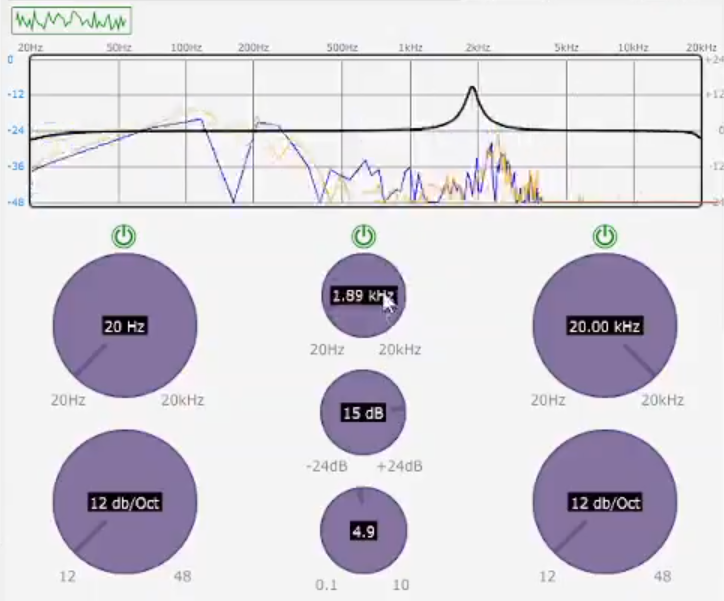 20Hz 50Hz 100Hz 200Hz 500Hz 1kHz 2kHz 5kHz 10kHz 20kHz
0 +24
-12 +12
-24 0
-36 -12
-48 -24
20 Hz 1.89 kHz 20.00 kHz
20Hz 20kHz
20Hz 20kHz 20Hz 20kHz
15 dB
-24dB +24dB
12 db/Oct 4.9 12 db/Oct
12 48 0.1 10 12 48